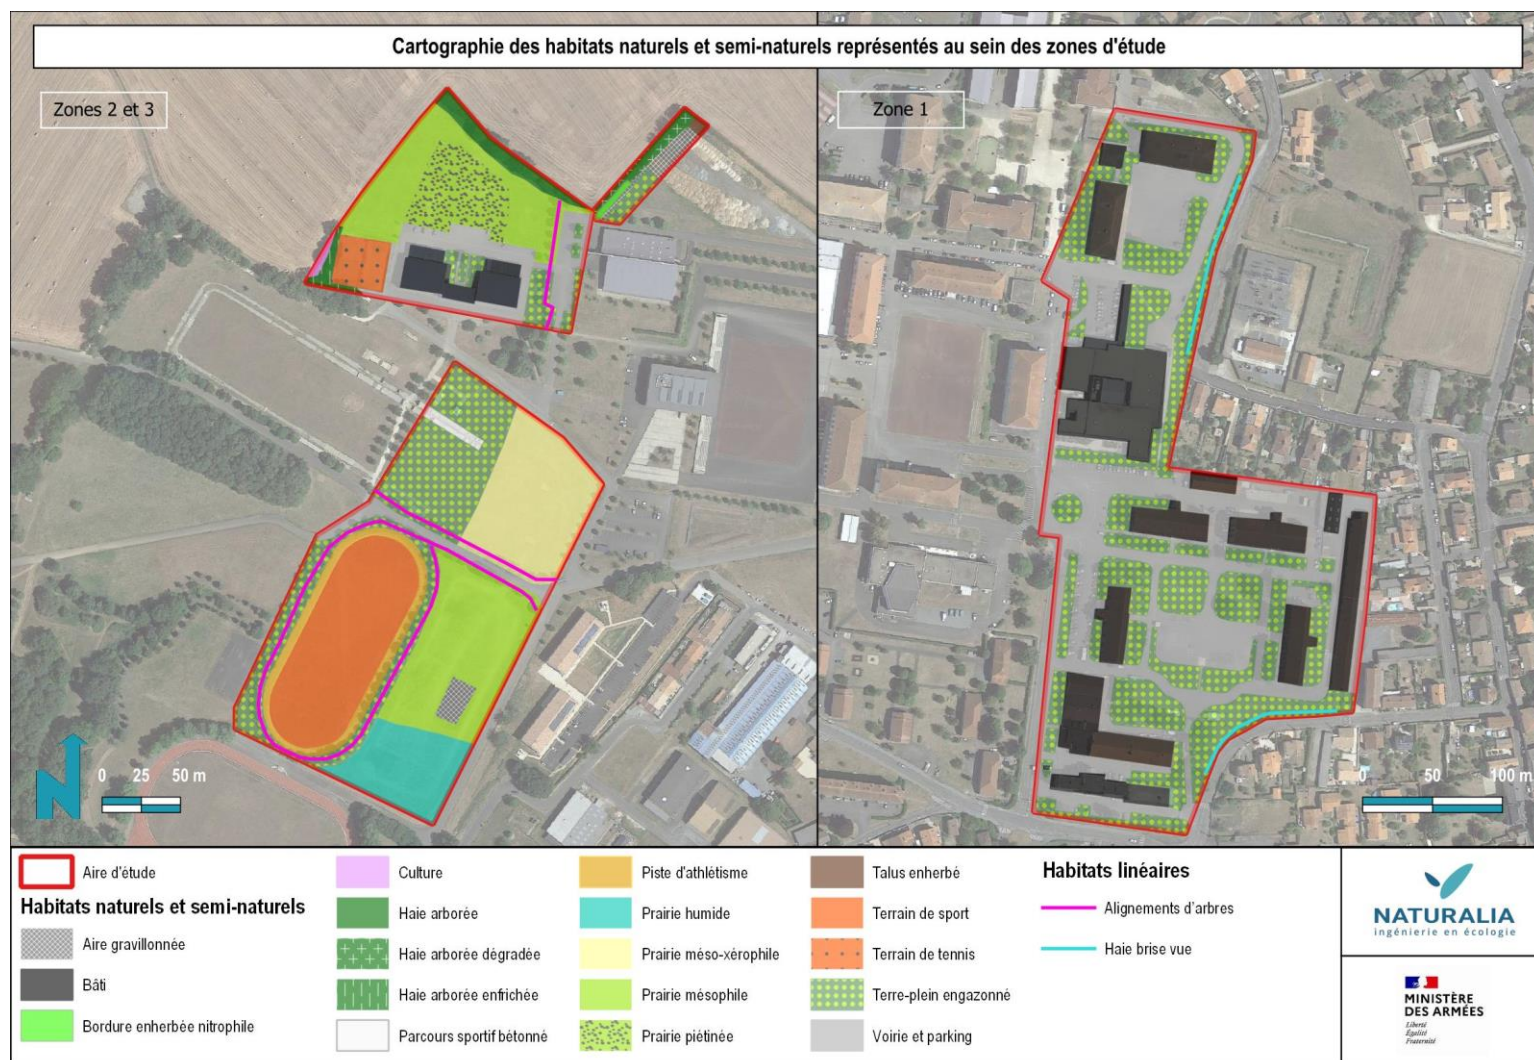 Cartographie des habitats naturels et semi-naturels représentés au sein des zones d'étude
Zones 2 et 3
Zone 1
0 25 50 m
0 50 100 m
Aire d'étude
Habitats naturels et semi-naturels
Aire gravillonnée
Bâti
Bordure enherbée nitrophile
Culture
Haie arborée
Haie arborée dégradée
Haie arborée enfrichée
Parcours sportif bétonné
Piste d'athlétisme
Prairie humide
Prairie méso-xérophile
Prairie mésophile
Prairie piétinée
Talus enherbé
Terrain de sport
Terrain de tennis
Terre-plein engazonné
Voirie et parking
Habitats linéaires
Alignements d'arbres
Haie brise vue
NATURALIA
ingénierie en écologie
MINISTÈRE
DES ARMÉES
Liberté
Égalité
Fraternité